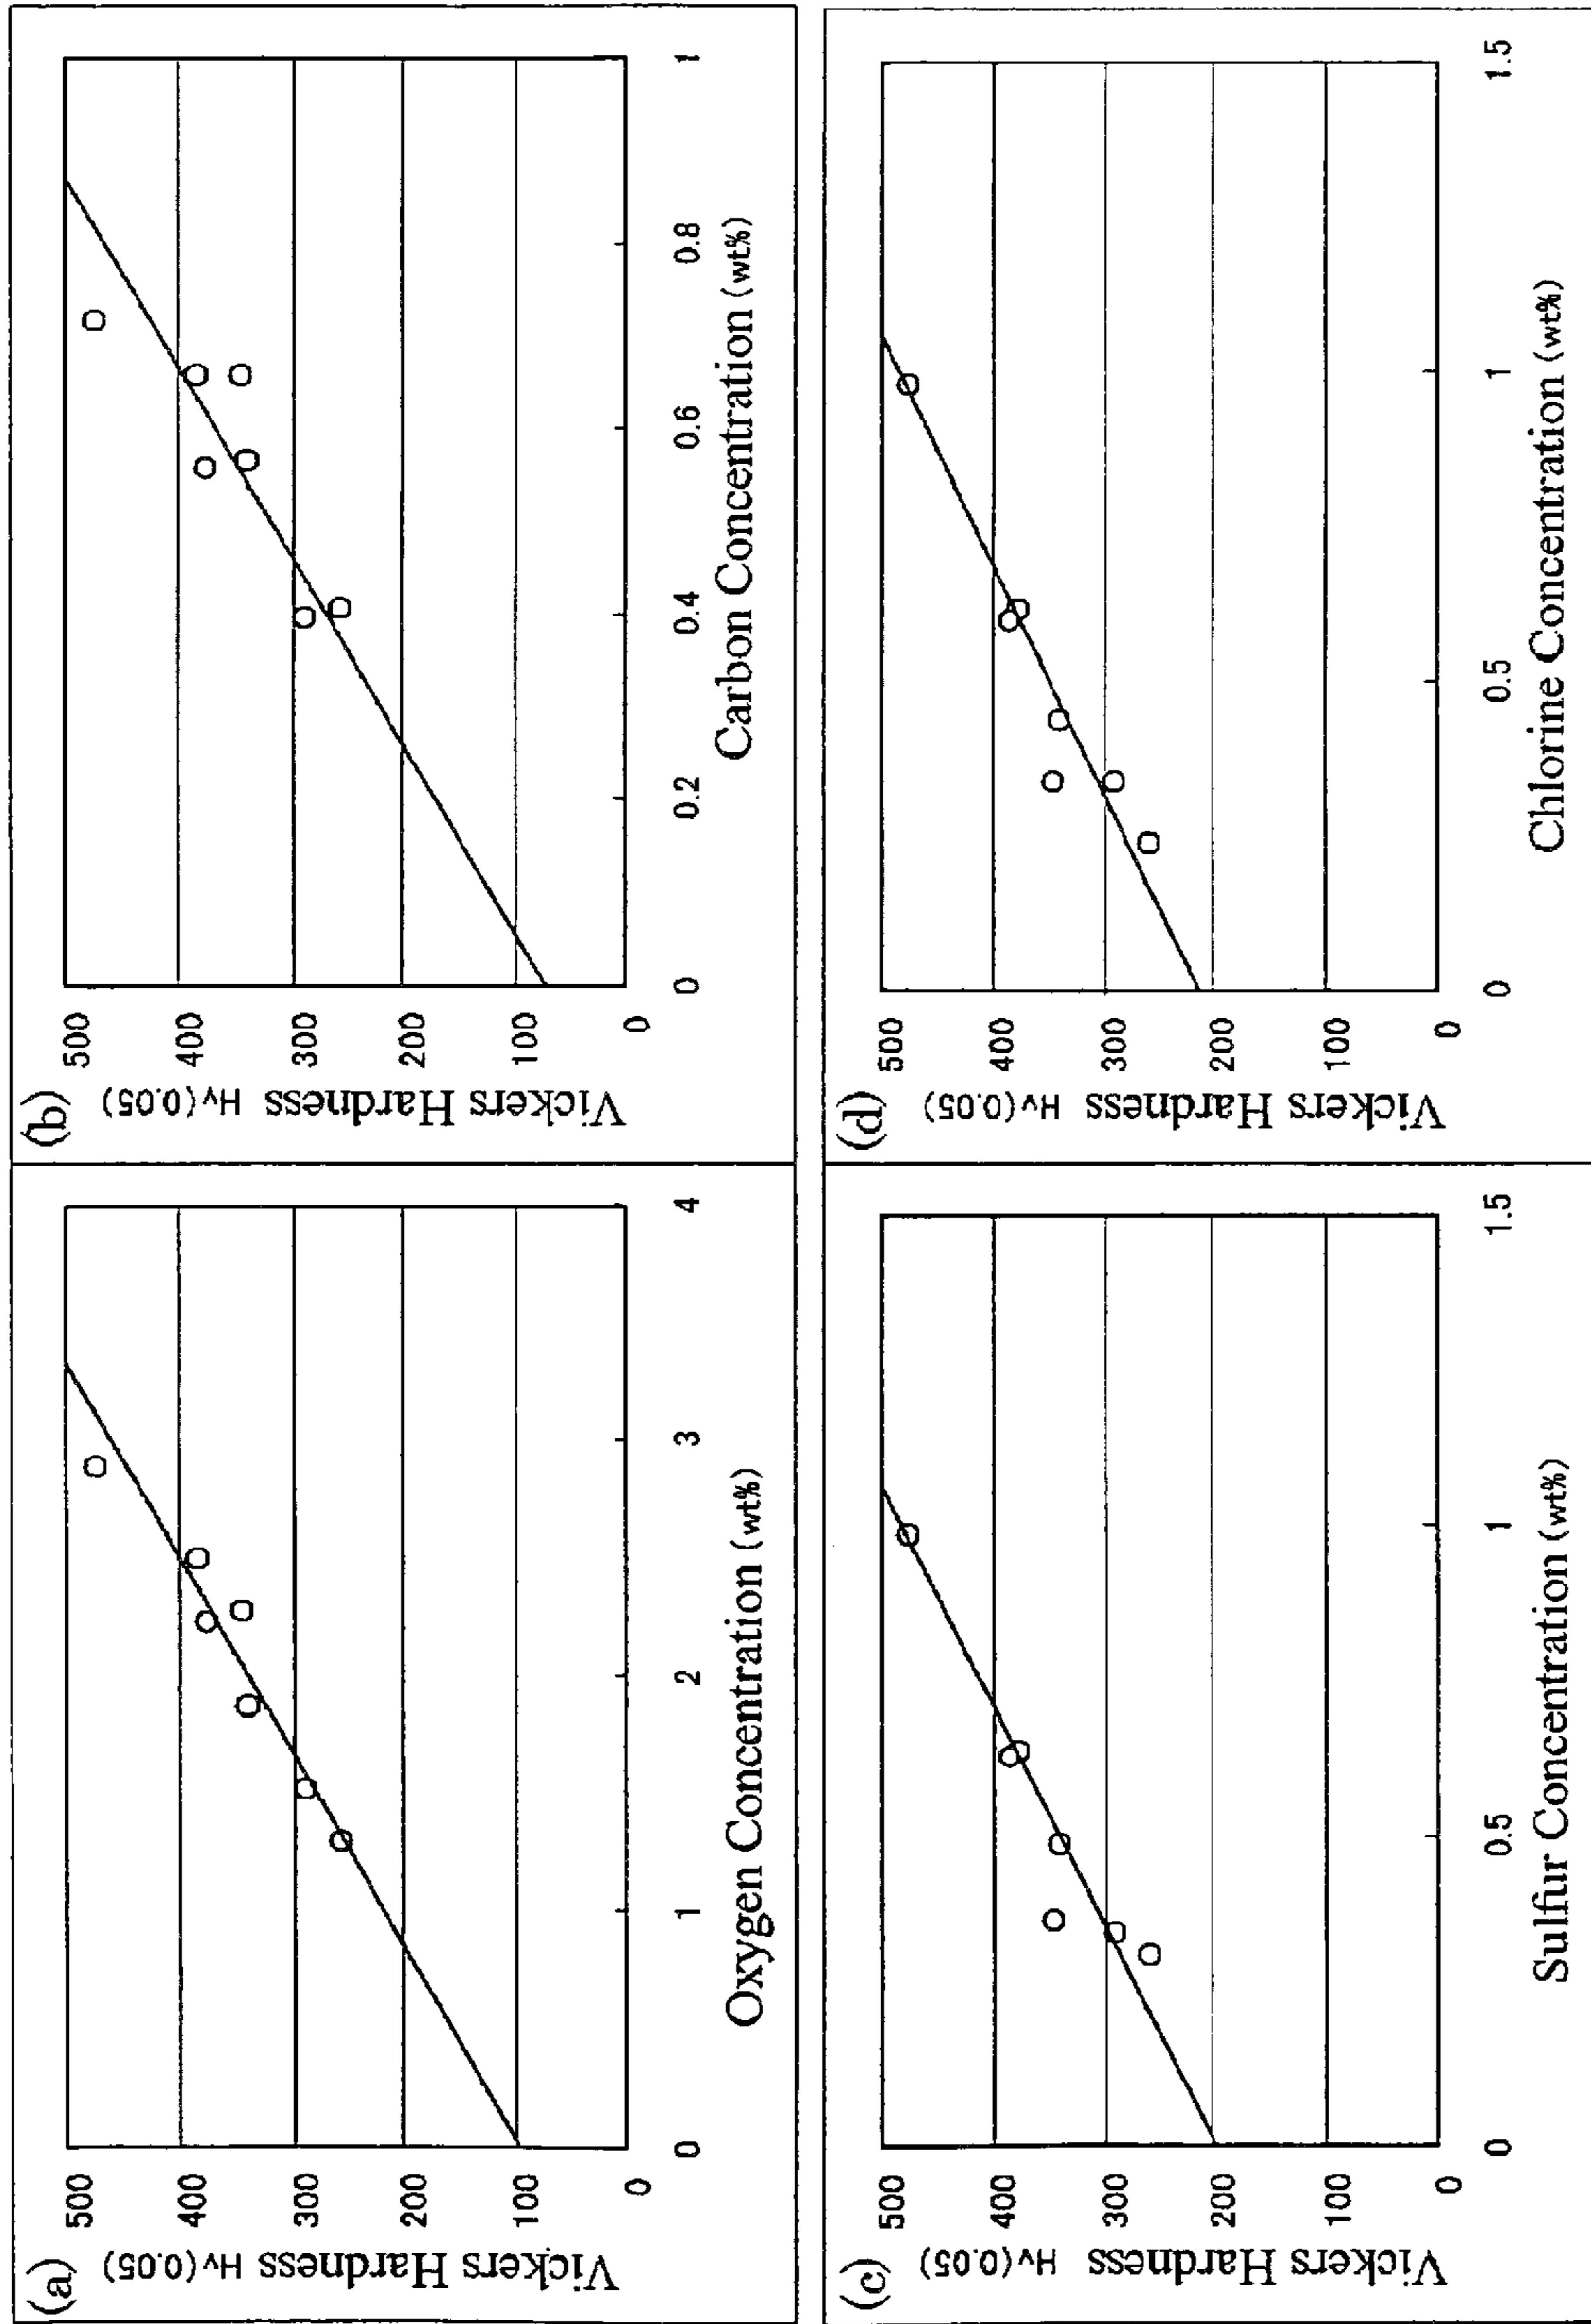 (a)
Vickers Hardness Hv(0.05)
500
400
300
200
100
0
0 1 2 3 4
Oxygen Concentration (wt%)
(b)
Vickers Hardness Hv(0.05)
500
400
300
200
100
0
0 0.2 0.4 0.6 0.8 1
Carbon Concentration (wt%)
(c)
Vickers Hardness Hv(0.05)
500
400
300
200
100
0
0 0.5 1 1.5
Sulfur Concentration (wt%)
(d)
Vickers Hardness Hv(0.05)
500
400
300
200
100
0
0 0.5 1 1.5
Chlorine Concentration (wt%)